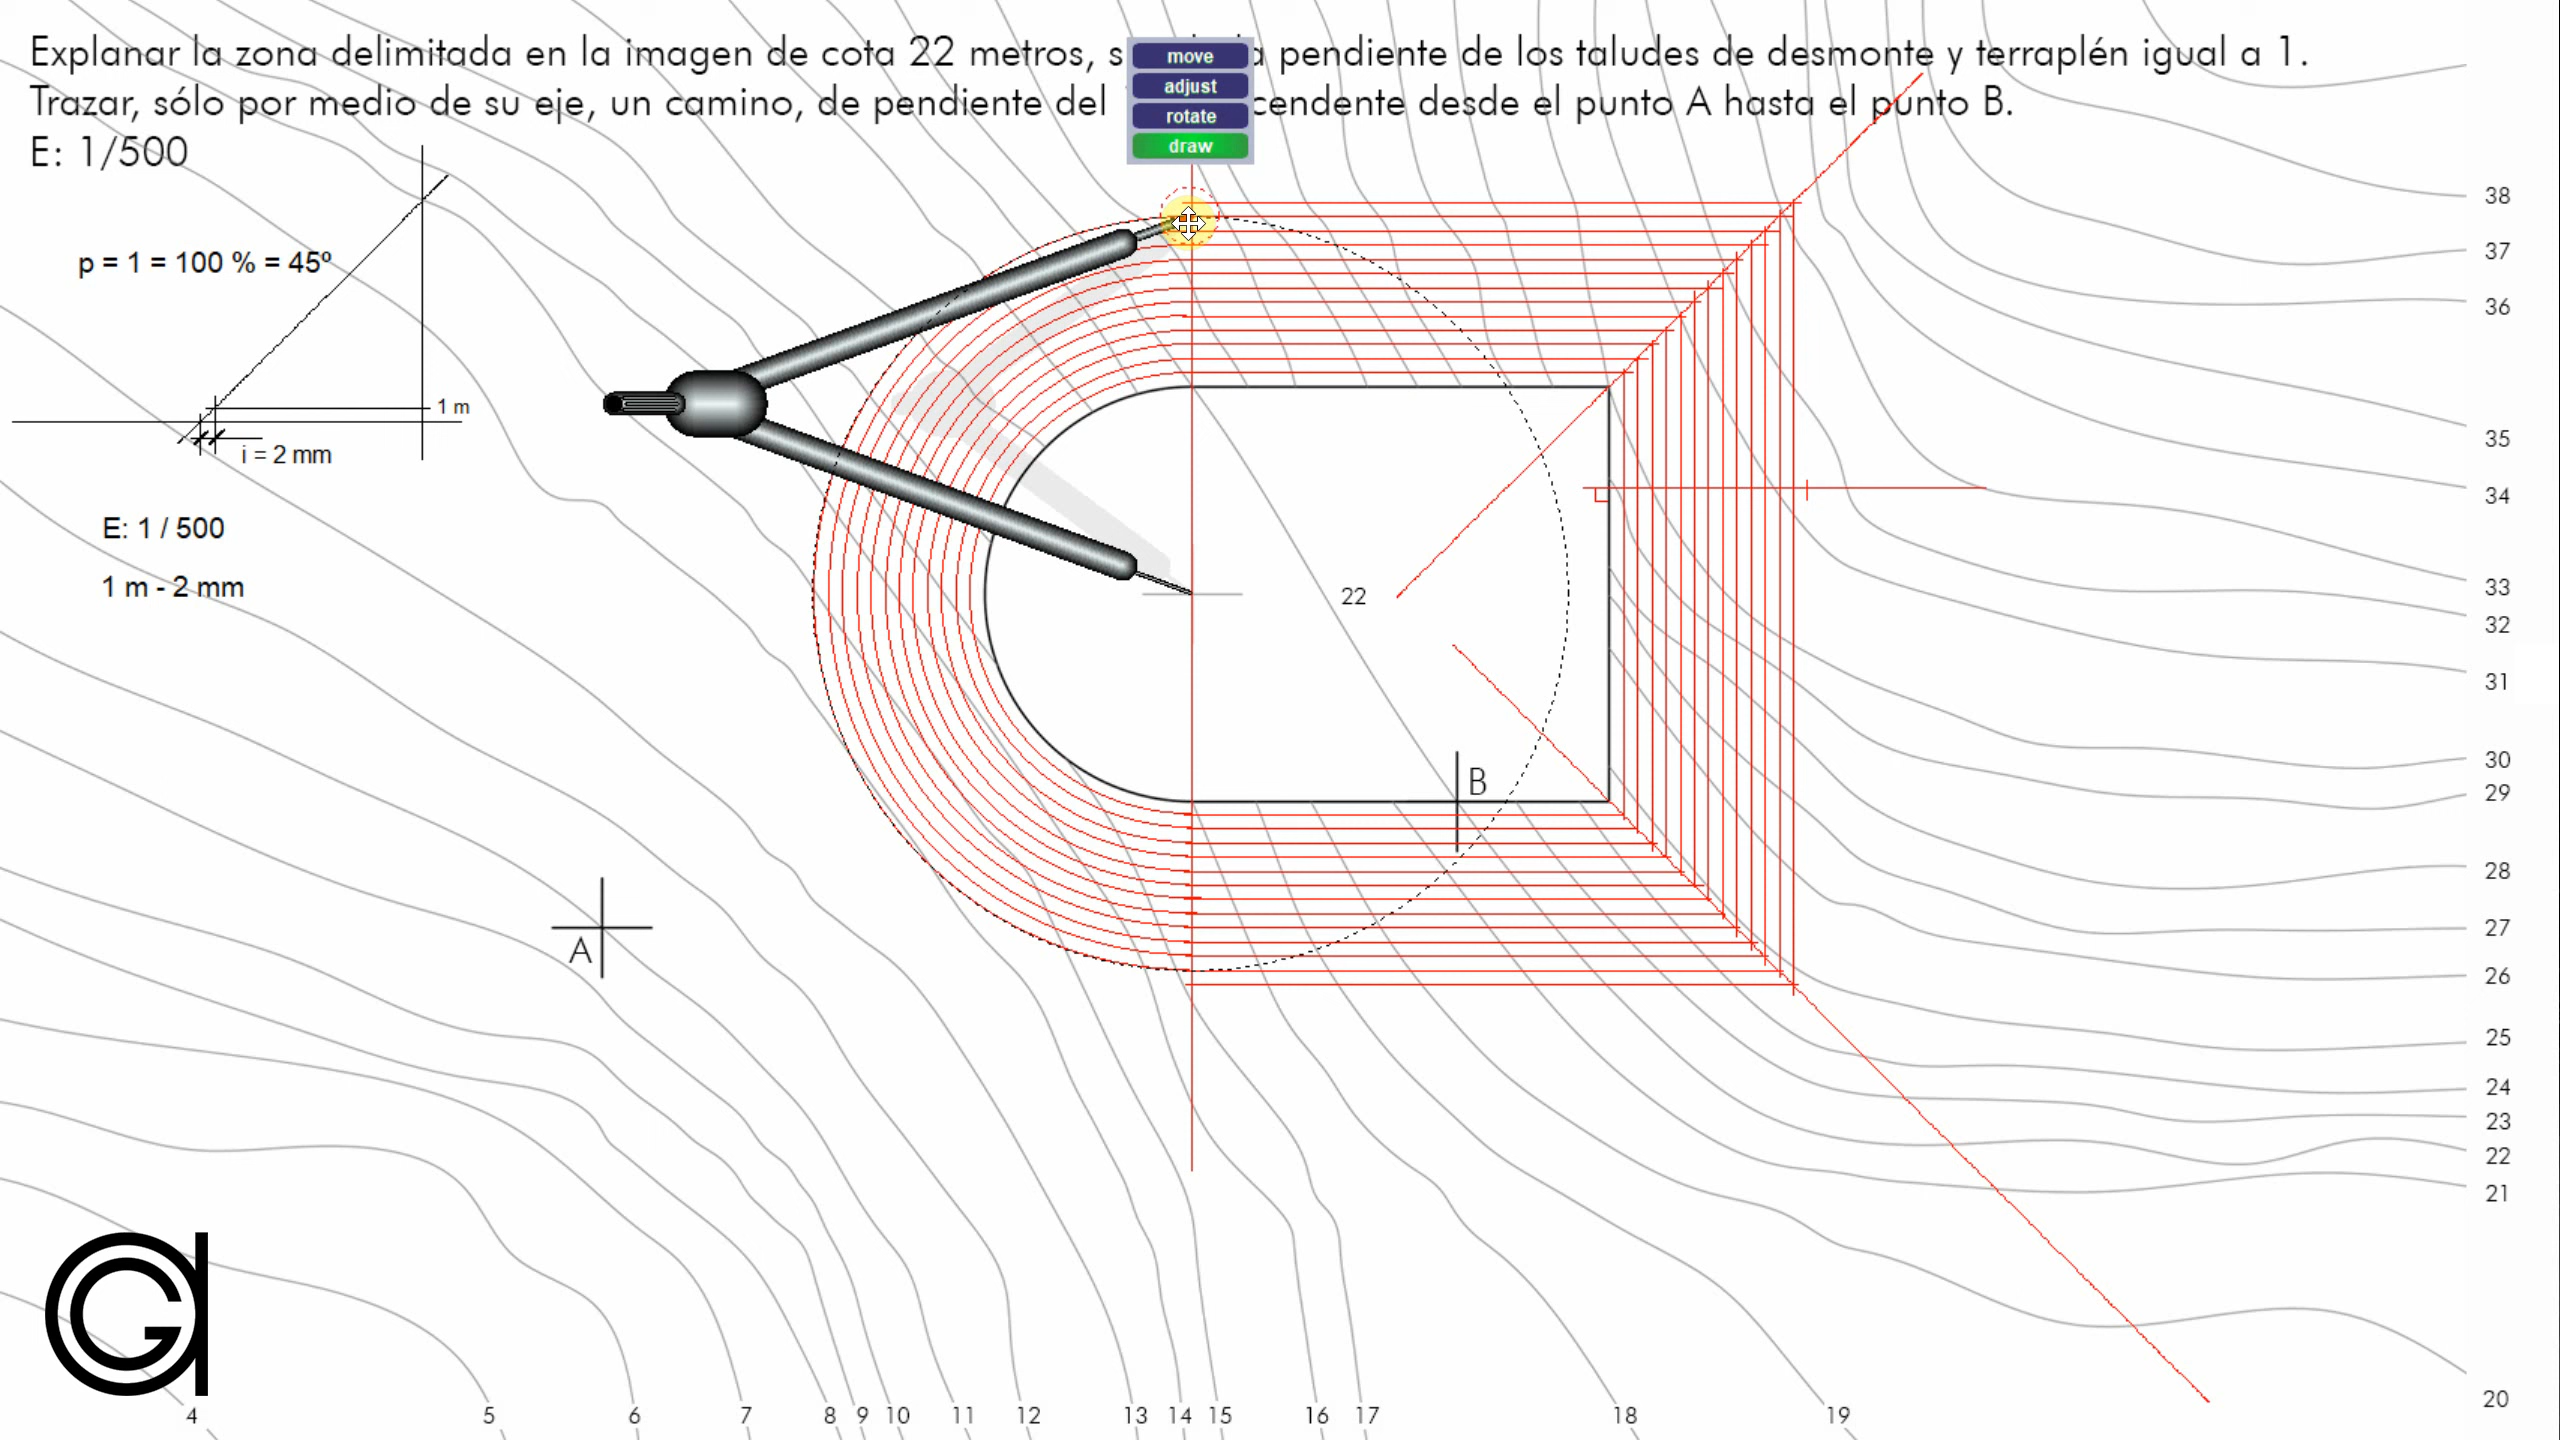 Explanar la zona delimitada en la imagen de cota 22 metros, pendiente de los taludes de desmonte y terraplén igual a 1.
Trazar, sólo por medio de su eje, un camino, de pendiente del desde el punto A hasta el punto B.
E: 1/500
move
adjust
rotate
draw
p = 1 = 100 % = 45º
1 m
i = 2 mm
E: 1 / 500
1 m - 2 mm
22
B
A
38
37
36
35
34
33
32
31
30
29
28
27
26
25
24
23
22
21
20
4 5 6 7 8 9 10 11 12 13 14 15 16 17 18 19